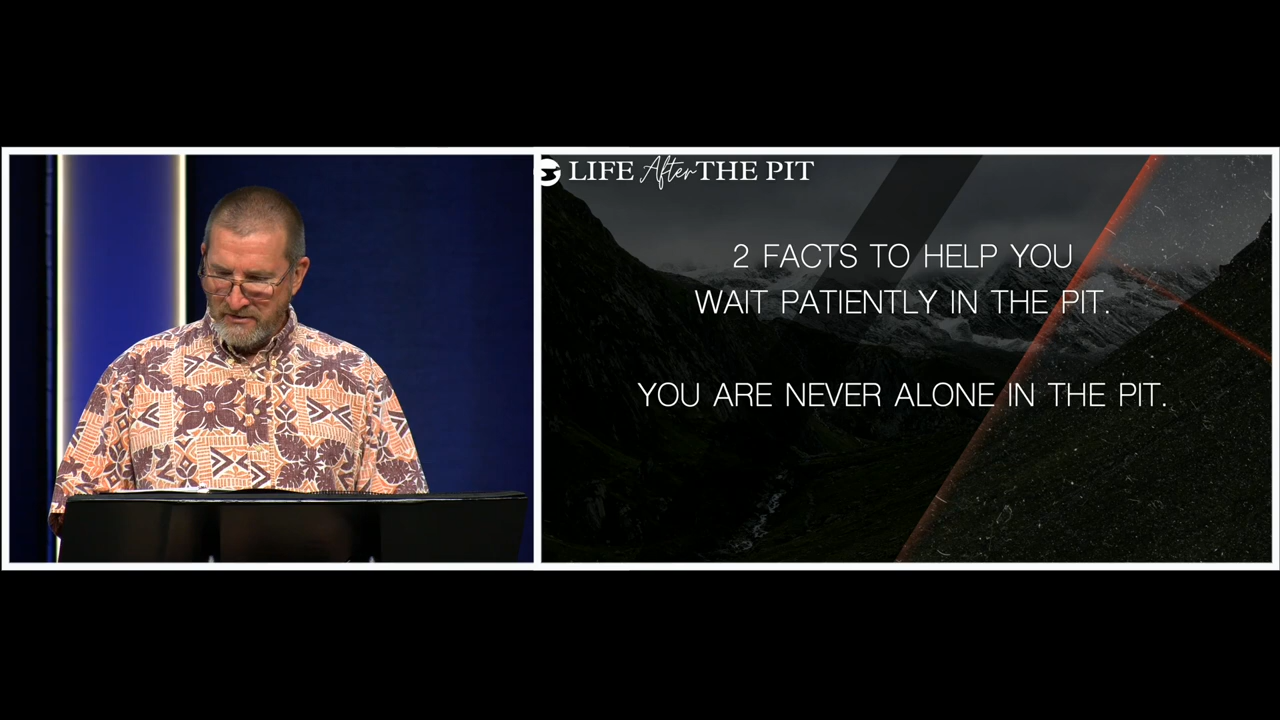 LIFE After THE PIT
2 FACTS TO HELP YOU
WAIT PATIENTLY IN THE PIT.
YOU ARE NEVER ALONE IN THE PIT.